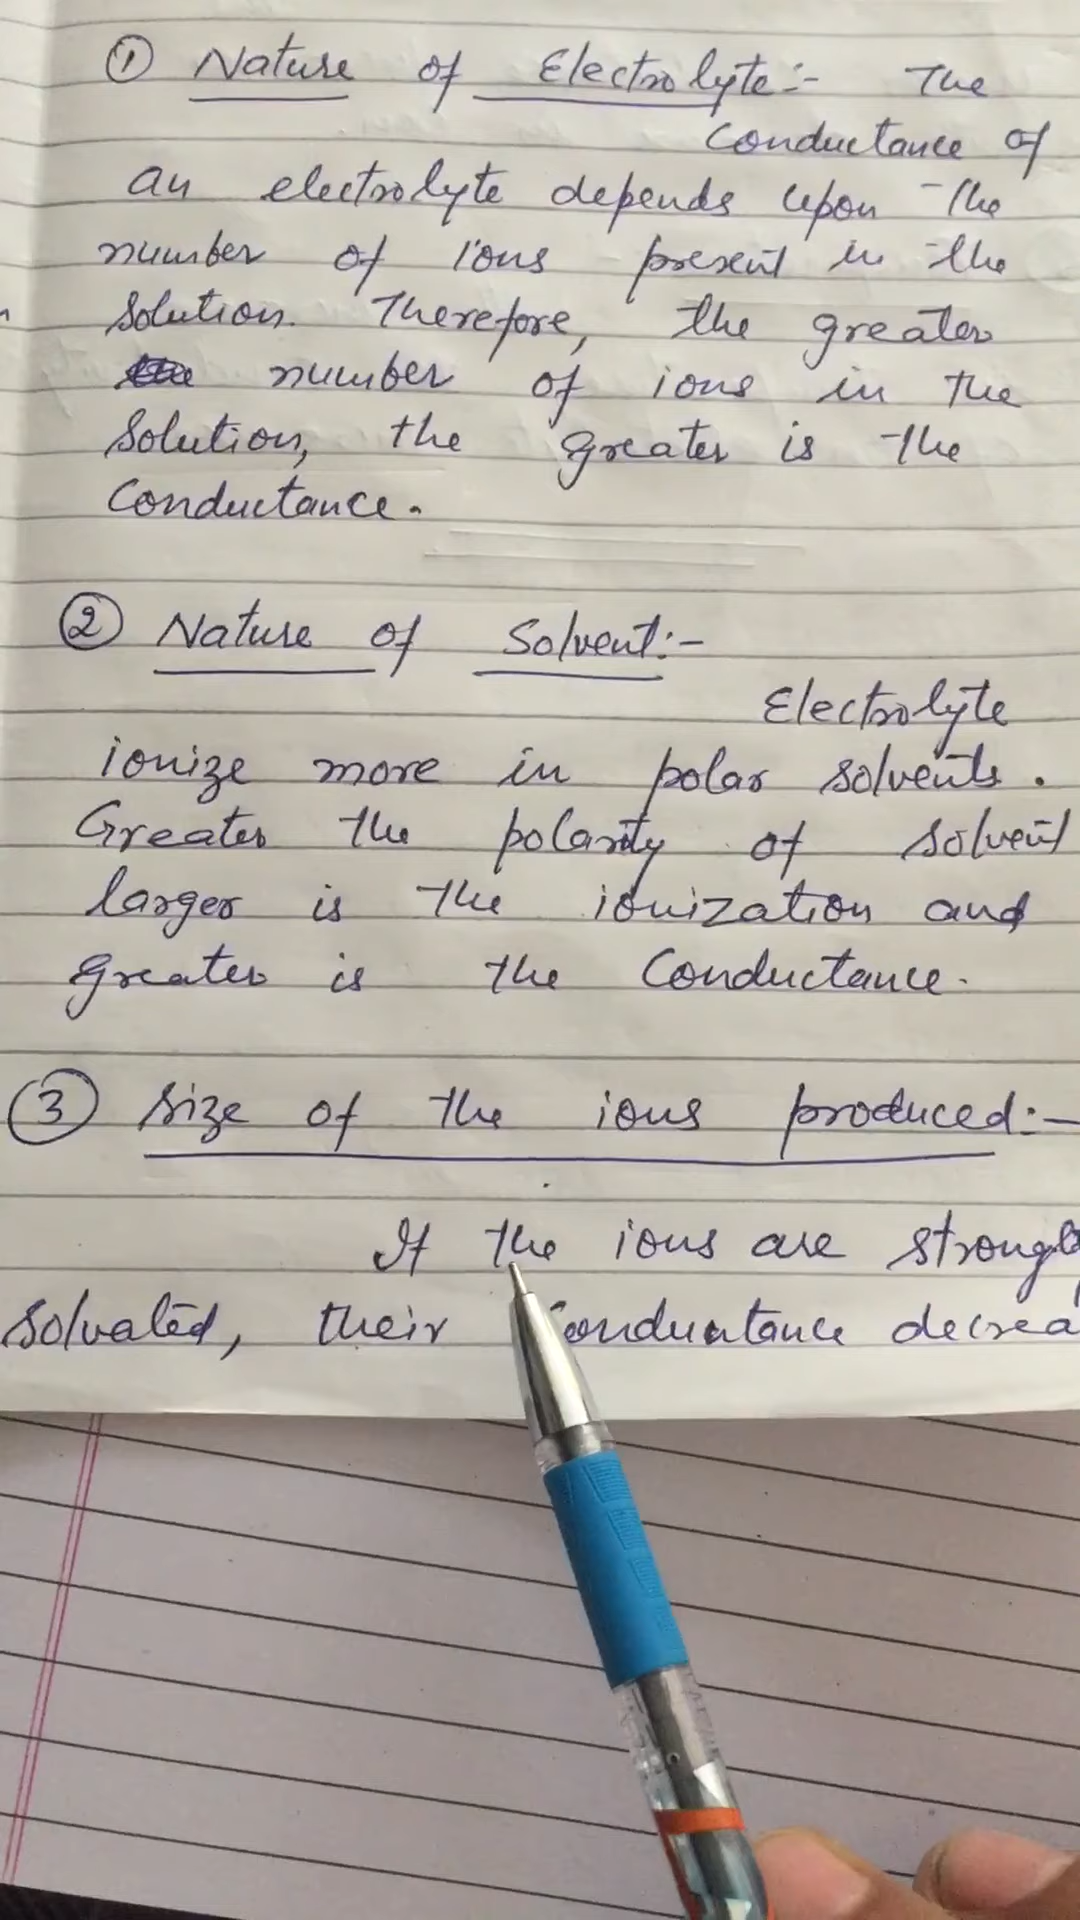 ① Nature of Electrolyte:- The
Conductance of
an electrolyte depends upon the
number of ions present in the
Solution. Therefore, the greater
number of ions in the
Solution, the greater is the
Conductance.
② Nature of Solvent:-
Electrolyte
ionize more in polar solvents.
Greater the polarity of solvent
larger is the ionization and
greater is the Conductance.
③ Size of the ions produced:-
If the ions are strongl
Solvated, their Conductance decrea